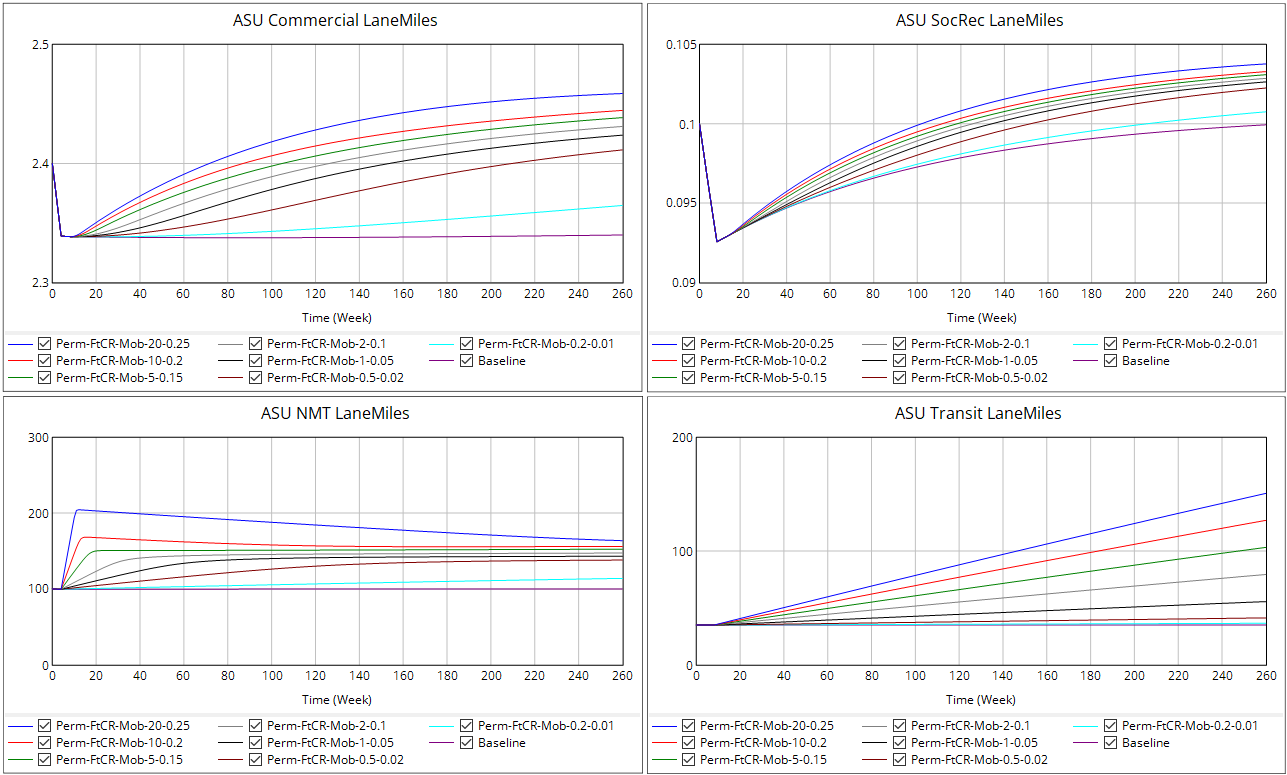 ASU Commercial LaneMiles
2.5
2.4
2.3
0 20 40 60 80 100 120 140 160 180 200 220 240 260
Time (Week)
Perm-FtCR-Mob-20-0.25 Perm-FtCR-Mob-2-0.1 Perm-FtCR-Mob-0.2-0.01
Perm-FtCR-Mob-10-0.2 Perm-FtCR-Mob-1-0.05 Baseline
Perm-FtCR-Mob-5-0.15 Perm-FtCR-Mob-0.5-0.02
ASU SocRec LaneMiles
0.105
0.1
0.095
0.09
0 20 40 60 80 100 120 140 160 180 200 220 240 260
Time (Week)
Perm-FtCR-Mob-20-0.25 Perm-FtCR-Mob-2-0.1 Perm-FtCR-Mob-0.2-0.01
Perm-FtCR-Mob-10-0.2 Perm-FtCR-Mob-1-0.05 Baseline
Perm-FtCR-Mob-5-0.15 Perm-FtCR-Mob-0.5-0.02
ASU NMT LaneMiles
300
200
100
0
0 20 40 60 80 100 120 140 160 180 200 220 240 260
Time (Week)
Perm-FtCR-Mob-20-0.25 Perm-FtCR-Mob-2-0.1 Perm-FtCR-Mob-0.2-0.01
Perm-FtCR-Mob-10-0.2 Perm-FtCR-Mob-1-0.05 Baseline
Perm-FtCR-Mob-5-0.15 Perm-FtCR-Mob-0.5-0.02
ASU Transit LaneMiles
200
100
0
0 20 40 60 80 100 120 140 160 180 200 220 240 260
Time (Week)
Perm-FtCR-Mob-20-0.25 Perm-FtCR-Mob-2-0.1 Perm-FtCR-Mob-0.2-0.01
Perm-FtCR-Mob-10-0.2 Perm-FtCR-Mob-1-0.05 Baseline
Perm-FtCR-Mob-5-0.15 Perm-FtCR-Mob-0.5-0.02